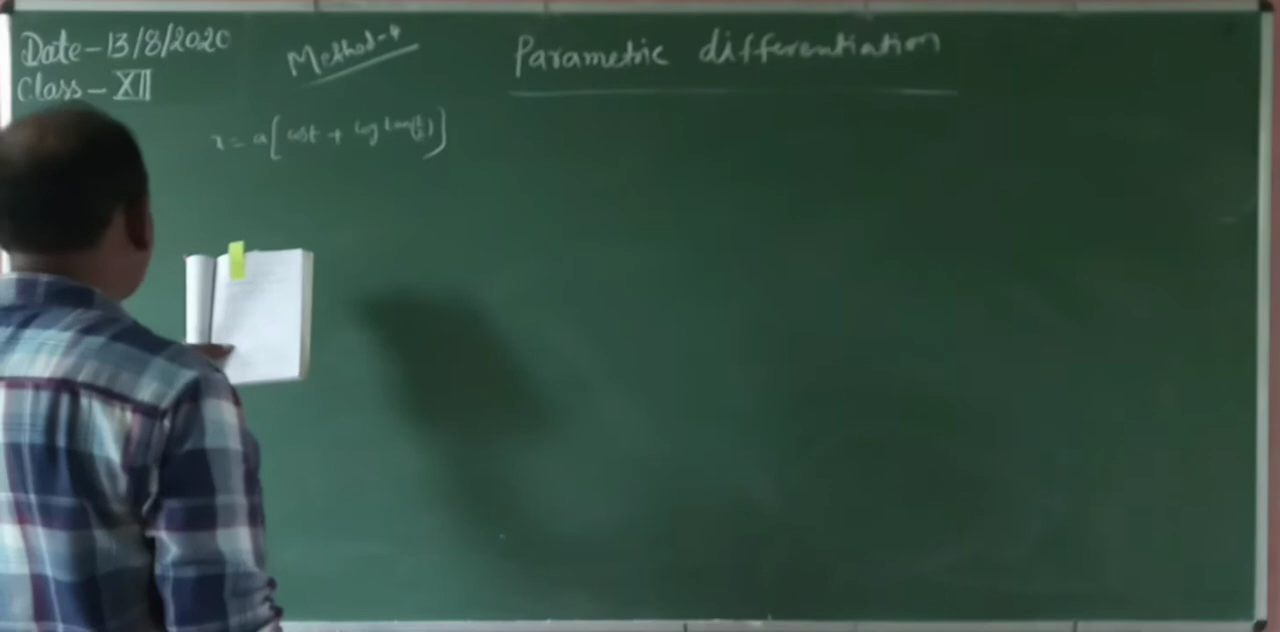 Date-13/8/2020
Class-XII
Method-4
Parametric differentiation
x = a[cost + log tan(t/2)]